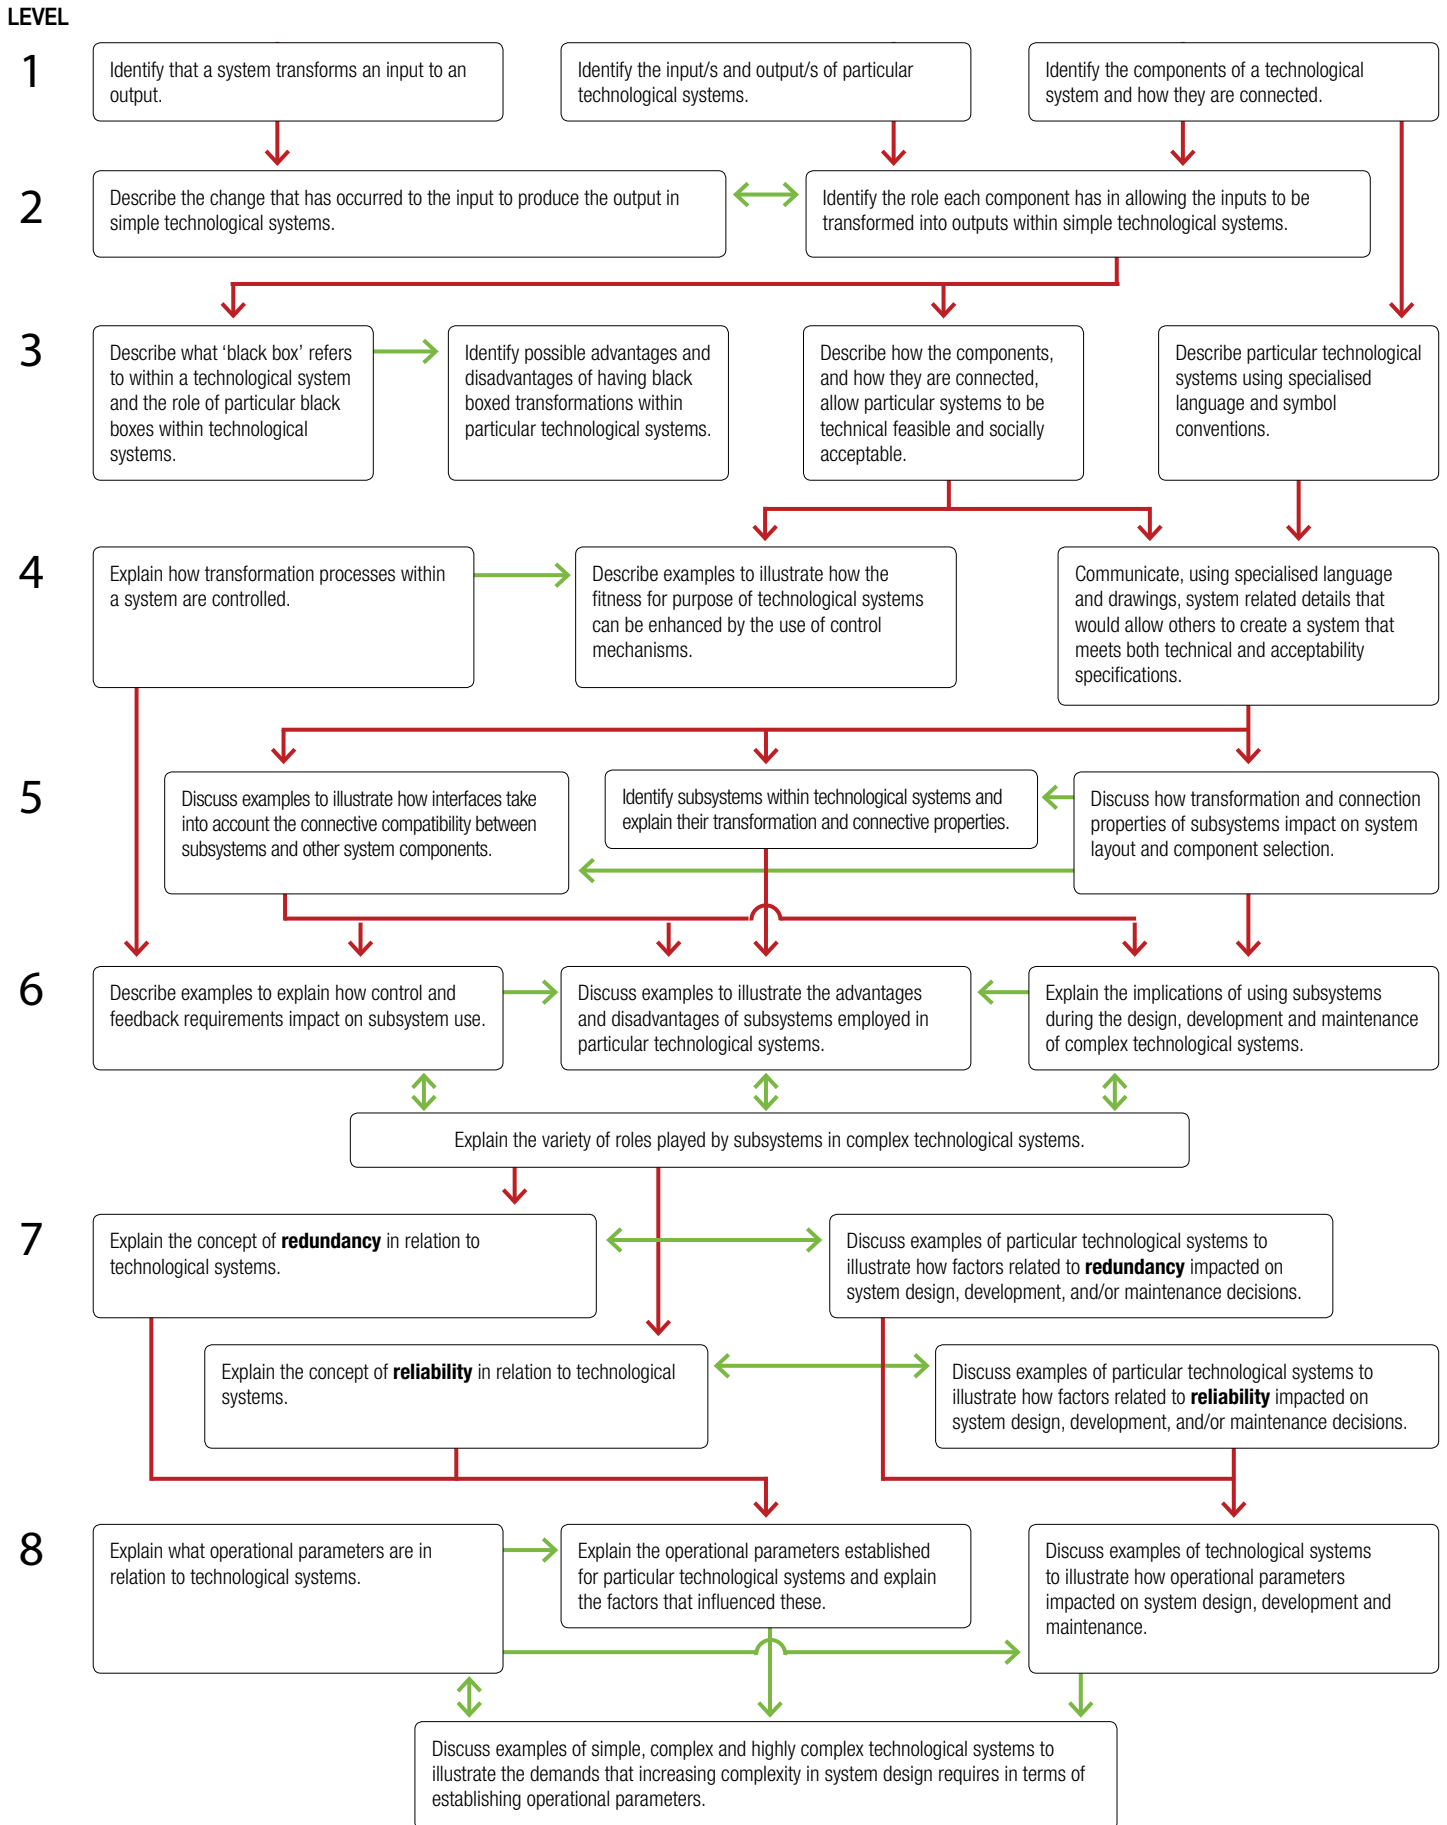 LEVEL
1
Identify that a system transforms an input to an
output.
Identify the input/s and output/s of particular
technological systems.
Identify the components of a technological
system and how they are connected.
2
Describe the change that has occurred to the input to produce the output in
simple technological systems.
Identify the role each component has in allowing the inputs to be
transformed into outputs within simple technological systems.
3
Describe what ‘black box’ refers
to within a technological system
and the role of particular black
boxes within technological
systems.
Identify possible advantages and
disadvantages of having black
boxed transformations within
particular technological systems.
Describe how the components,
and how they are connected,
allow particular systems to be
technical feasible and socially
acceptable.
Describe particular technological
systems using specialised
language and symbol
conventions.
4
Explain how transformation processes within
a system are controlled.
Describe examples to illustrate how the
fitness for purpose of technological systems
can be enhanced by the use of control
mechanisms.
Communicate, using specialised language
and drawings, system related details that
would allow others to create a system that
meets both technical and acceptability
specifications.
5
Discuss examples to illustrate how interfaces take
into account the connective compatibility between
subsystems and other system components.
Identify subsystems within technological systems and
explain their transformation and connective properties.
Discuss how transformation and connection
properties of subsystems impact on system
layout and component selection.
6
Describe examples to explain how control and
feedback requirements impact on subsystem use.
Discuss examples to illustrate the advantages
and disadvantages of subsystems employed in
particular technological systems.
Explain the implications of using subsystems
during the design, development and maintenance
of complex technological systems.
Explain the variety of roles played by subsystems in complex technological systems.
7
Explain the concept of redundancy in relation to
technological systems.
Discuss examples of particular technological systems to
illustrate how factors related to redundancy impacted on
system design, development, and/or maintenance decisions.
Explain the concept of reliability in relation to technological
systems.
Discuss examples of particular technological systems to
illustrate how factors related to reliability impacted on
system design, development, and/or maintenance decisions.
8
Explain what operational parameters are in
relation to technological systems.
Explain the operational parameters established
for particular technological systems and explain
the factors that influenced these.
Discuss examples of technological systems
to illustrate how operational parameters
impacted on system design, development and
maintenance.
Discuss examples of simple, complex and highly complex technological systems to
illustrate the demands that increasing complexity in system design requires in terms of
establishing operational parameters.